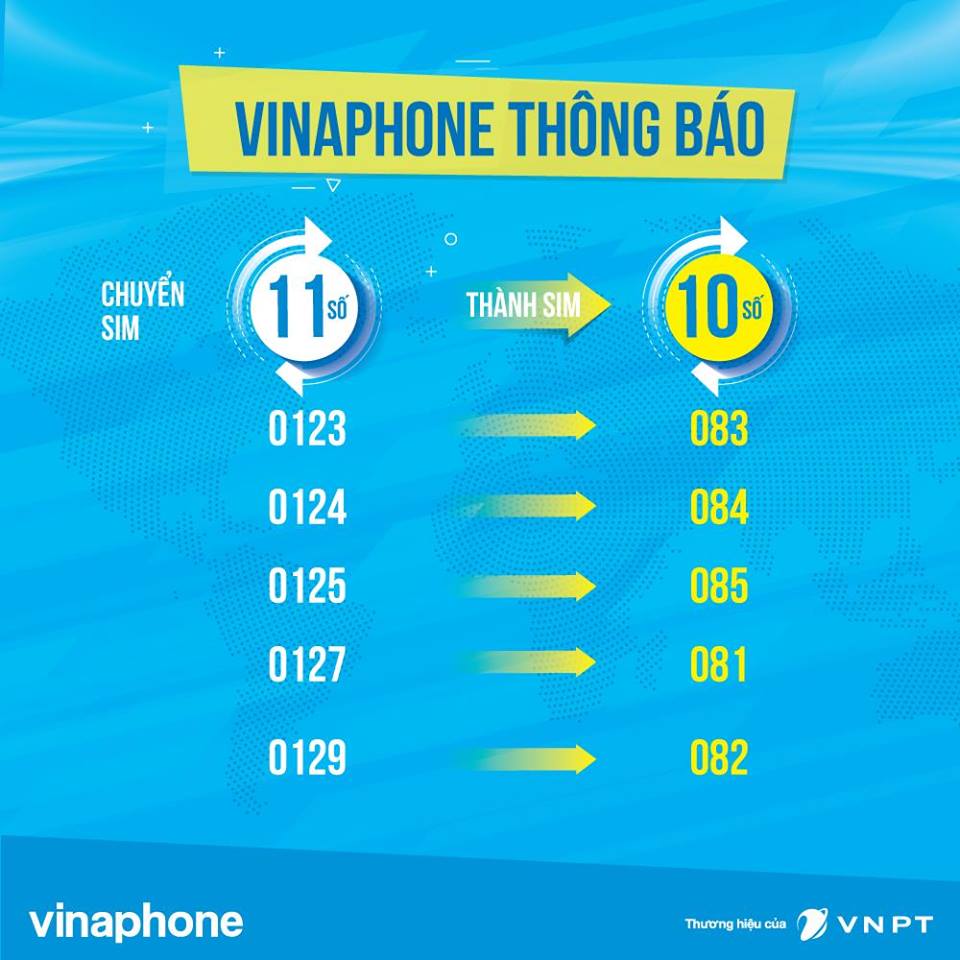 VINAPHONE THÔNG BÁO
CHUYỂN
SIM
11 SỐ
THÀNH SIM
10 SỐ
0123 083
0124 084
0125 085
0127 081
0129 082
vinaphone
Thương hiệu của VNPT